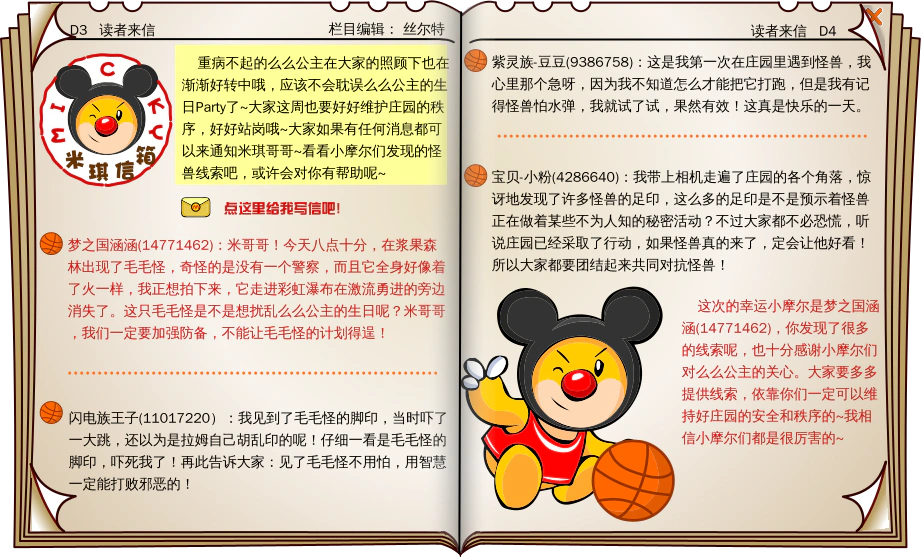 D3 读者来信
栏目编辑： 丝尔特
MICKY
米琪信箱
重病不起的么么公主在大家的照顾下也在
渐渐好转中哦，应该不会耽误么么公主的生
日Party了~大家这周也要好好维护庄园的秩
序，好好站岗哦~大家如果有任何消息都可
以来通知米琪哥哥~看看小摩尔们发现的怪
兽线索吧，或许会对你有帮助呢~
点这里给我写信吧!
梦之国涵涵(14771462)：米哥哥！今天八点十分，在浆果森
林出现了毛毛怪，奇怪的是没有一个警察，而且它全身好像着
了火一样，我正想拍下来，它走进彩虹瀑布在激流勇进的旁边
消失了。这只毛毛怪是不是想扰乱么么公主的生日呢？米哥哥
，我们一定要加强防备，不能让毛毛怪的计划得逞！
闪电族王子(11017220）：我见到了毛毛怪的脚印，当时吓了
一大跳，还以为是拉姆自己胡乱印的呢！仔细一看是毛毛怪的
脚印，吓死我了！再此告诉大家：见了毛毛怪不用怕，用智慧
一定能打败邪恶的！
读者来信 D4
紫灵族-豆豆(9386758)：这是我第一次在庄园里遇到怪兽，我
心里那个急呀，因为我不知道怎么才能把它打跑，但是我有记
得怪兽怕水弹，我就试了试，果然有效！这真是快乐的一天。
宝贝-小粉(4286640)：我带上相机走遍了庄园的各个角落，惊
讶地发现了许多怪兽的足印，这么多的足印是不是预示着怪兽
正在做着某些不为人知的秘密活动？不过大家都不必恐慌，听
说庄园已经采取了行动，如果怪兽真的来了，定会让他好看！
所以大家都要团结起来共同对抗怪兽！
这次的幸运小摩尔是梦之国涵
涵(14771462)，你发现了很多
的线索呢，也十分感谢小摩尔们
对么么公主的关心。大家要多多
提供线索，依靠你们一定可以维
持好庄园的安全和秩序的~我相
信小摩尔们都是很厉害的~